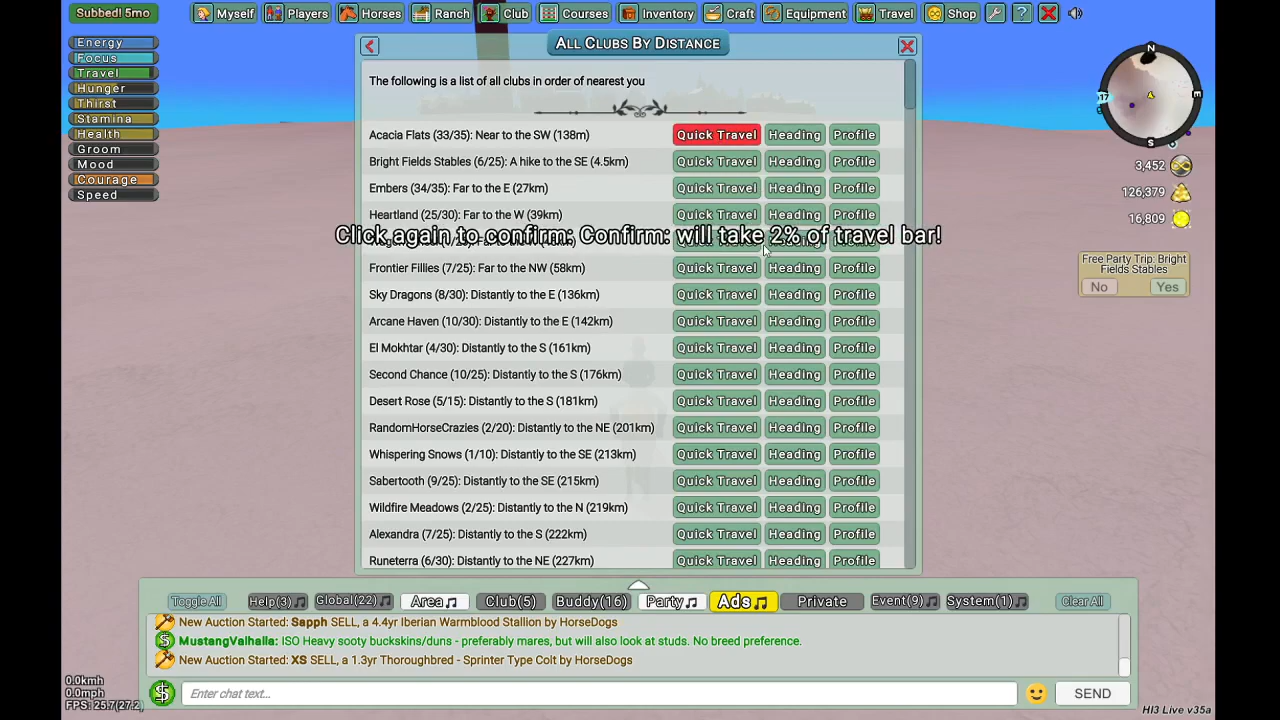 Subbed! 5mo
Myself Players Horses Ranch Club Courses Inventory Craft Equipment Travel Shop ?
Energy
Focus
Travel
Hunger
Thirst
Stamina
Health
Groom
Mood
Courage
Speed
ALL CLUBS BY DISTANCE
The following is a list of all clubs in order of nearest you
Acacia Flats (33/35): Near to the SW (138m) Quick Travel Heading Profile
Bright Fields Stables (6/25): A hike to the SE (4.5km) Quick Travel Heading Profile
Embers (34/35): Far to the E (27km) Quick Travel Heading Profile
Heartland (25/30): Far to the W (39km) Quick Travel Heading Profile
Click again to confirm: Confirm: will take 2% of travel bar!
Quick Travel Heading Profile
Frontier Fillies (7/25): Far to the NW (58km) Quick Travel Heading Profile
Sky Dragons (8/30): Distantly to the E (136km) Quick Travel Heading Profile
Arcane Haven (10/30): Distantly to the E (142km) Quick Travel Heading Profile
El Mokhtar (4/30): Distantly to the S (161km) Quick Travel Heading Profile
Second Chance (10/25): Distantly to the S (176km) Quick Travel Heading Profile
Desert Rose (5/15): Distantly to the S (181km) Quick Travel Heading Profile
RandomHorseCrazies (2/20): Distantly to the NE (201km) Quick Travel Heading Profile
Whispering Snows (1/10): Distantly to the SE (213km) Quick Travel Heading Profile
Sabertooth (9/25): Distantly to the SE (215km) Quick Travel Heading Profile
Wildfire Meadows (2/25): Distantly to the N (219km) Quick Travel Heading Profile
Alexandra (7/25): Distantly to the S (222km) Quick Travel Heading Profile
Runeterra (6/30): Distantly to the NE (227km) Quick Travel Heading Profile
N
17
E
S
3,452
126,379
16,809
Free Party Trip: Bright
Fields Stables
No Yes
Toggle All Help(3) Global(22) Area Club(5) Buddy(16) Party Ads Private Event(9) System(1) Clear All
New Auction Started: Sapph SELL, a 4.4yr Iberian Warmblood Stallion by HorseDogs
MustangValhalla: ISO Heavy sooty buckskins/duns - preferably mares, but will also look at studs. No breed preference.
New Auction Started: XS SELL, a 1.3yr Thoroughbred - Sprinter Type Colt by HorseDogs
0.0kmh
0.0mph
FPS: 25.7(27.2)
$ Enter chat text... SEND
HI3 Live v35a